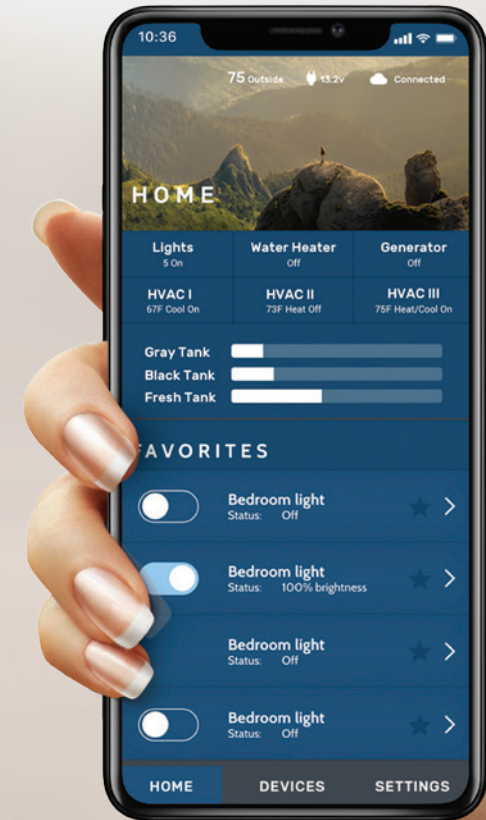 10:36
75 Outside 13.2v Connected
HOME
Lights Water Heater Generator
5 On Off Off
HVAC I HVAC II HVAC III
67F Cool On 73F Heat Off 75F Heat/Cool On
Gray Tank
Black Tank
Fresh Tank
FAVORITES
Bedroom light
Status: Off
Bedroom light
Status: 100% brightness
Bedroom light
Status: Off
Bedroom light
Status: Off
HOME DEVICES SETTINGS